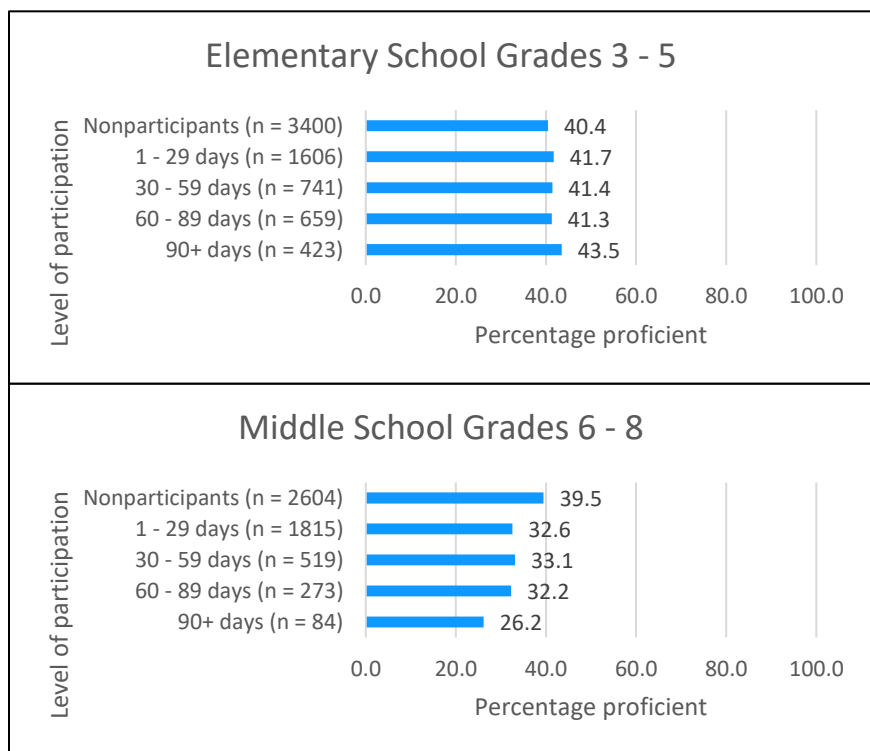 Elementary School Grades 3 - 5
Level of participation
Nonparticipants (n = 3400) 40.4
1 - 29 days (n = 1606) 41.7
30 - 59 days (n = 741) 41.4
60 - 89 days (n = 659) 41.3
90+ days (n = 423) 43.5
0.0 20.0 40.0 60.0 80.0 100.0
Percentage proficient
Middle School Grades 6 - 8
Level of participation
Nonparticipants (n = 2604) 39.5
1 - 29 days (n = 1815) 32.6
30 - 59 days (n = 519) 33.1
60 - 89 days (n = 273) 32.2
90+ days (n = 84) 26.2
0.0 20.0 40.0 60.0 80.0 100.0
Percentage proficient